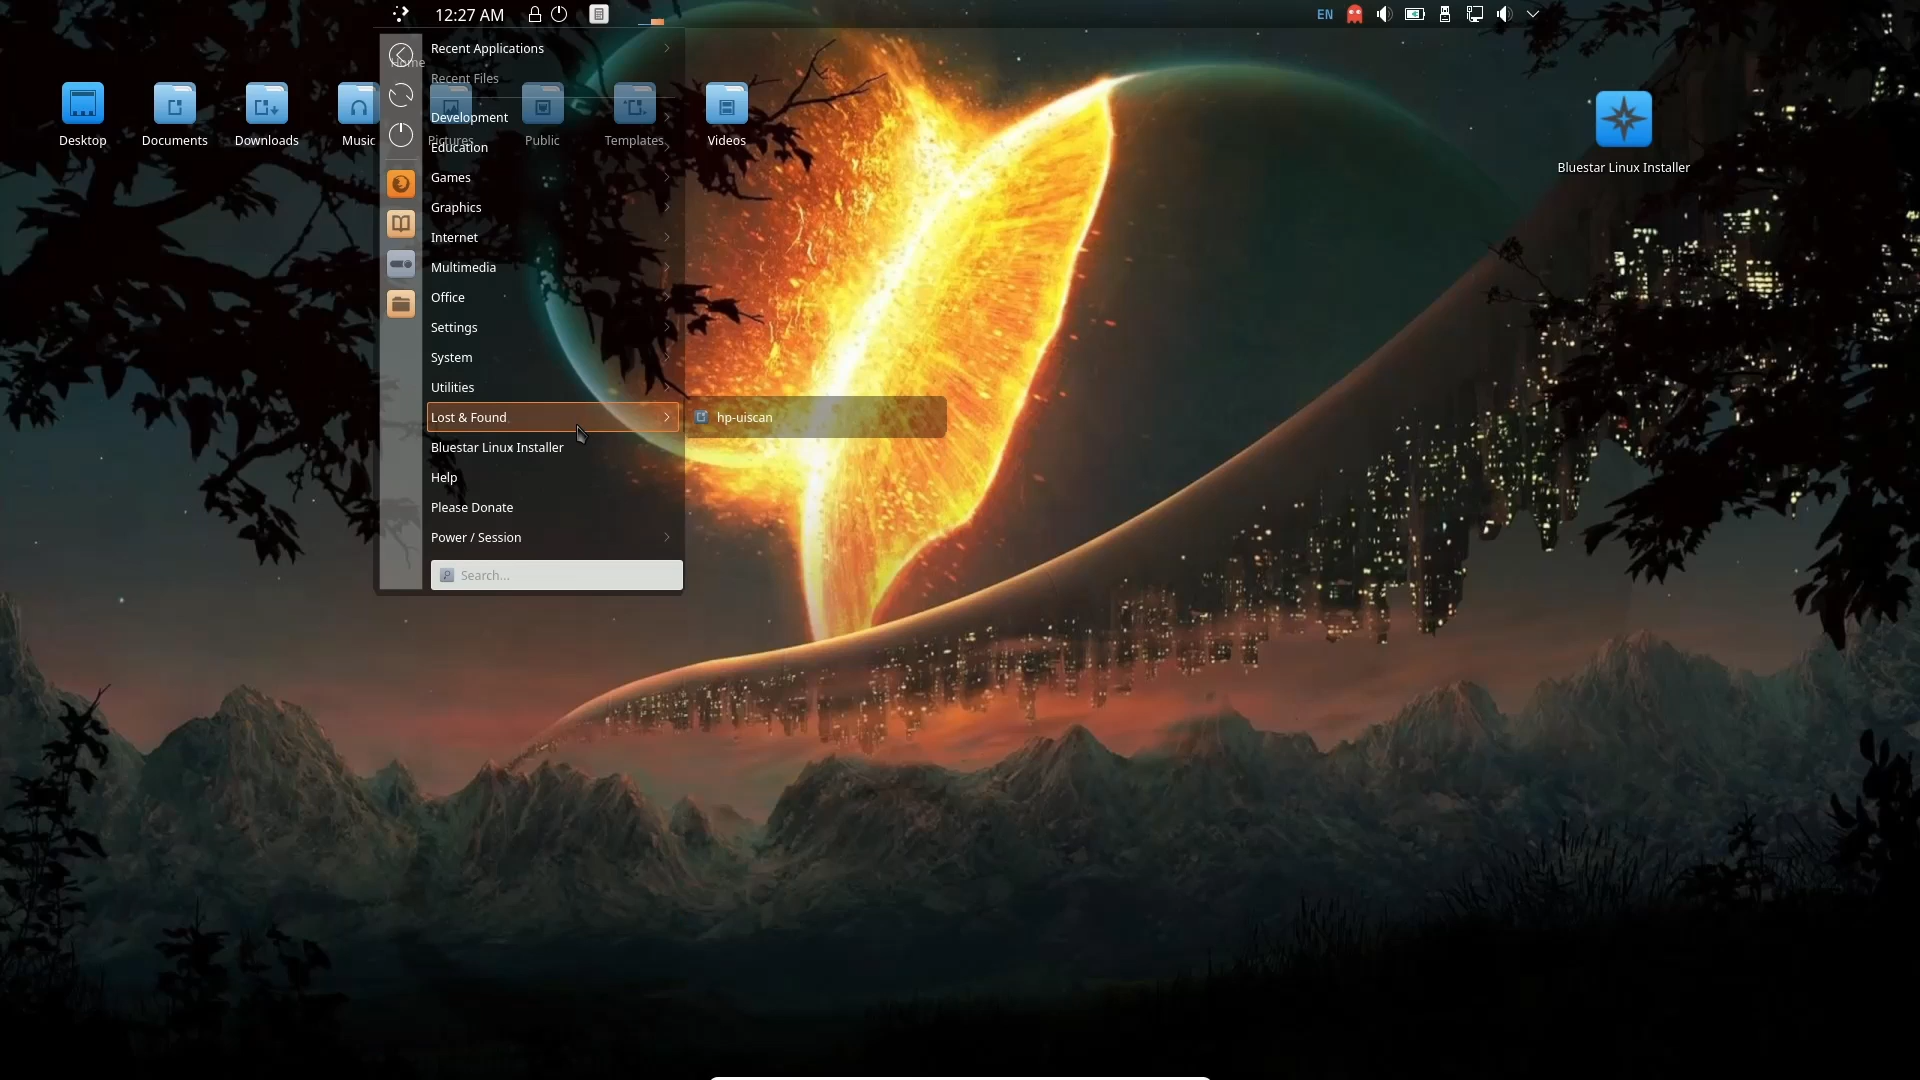 12:27 AM
EN
Home
Desktop
Documents
Downloads
Music
Pictures
Public
Templates
Videos
Bluestar Linux Installer
Recent Applications
Recent Files
Development
Education
Games
Graphics
Internet
Multimedia
Office
Settings
System
Utilities
Lost & Found
hp-uiscan
Bluestar Linux Installer
Help
Please Donate
Power / Session
Search...